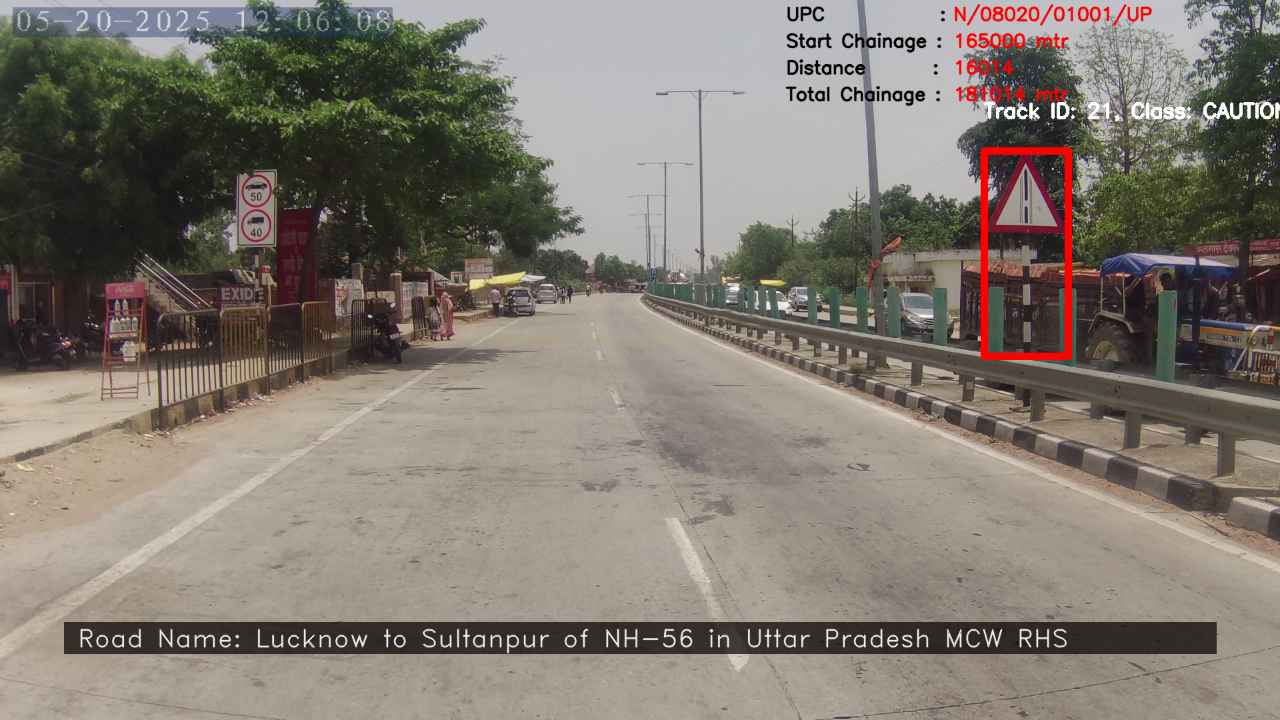 05-20-2025 12:06:08
UPC : N/08020/01001/UP
Start Chainage : 165000 mtr
Distance : 16014
Total Chainage : 181014 mtr
Track ID: 21, Class: CAUTION
50
40
EXIDE
Road Name: Lucknow to Sultanpur of NH-56 in Uttar Pradesh MCW RHS